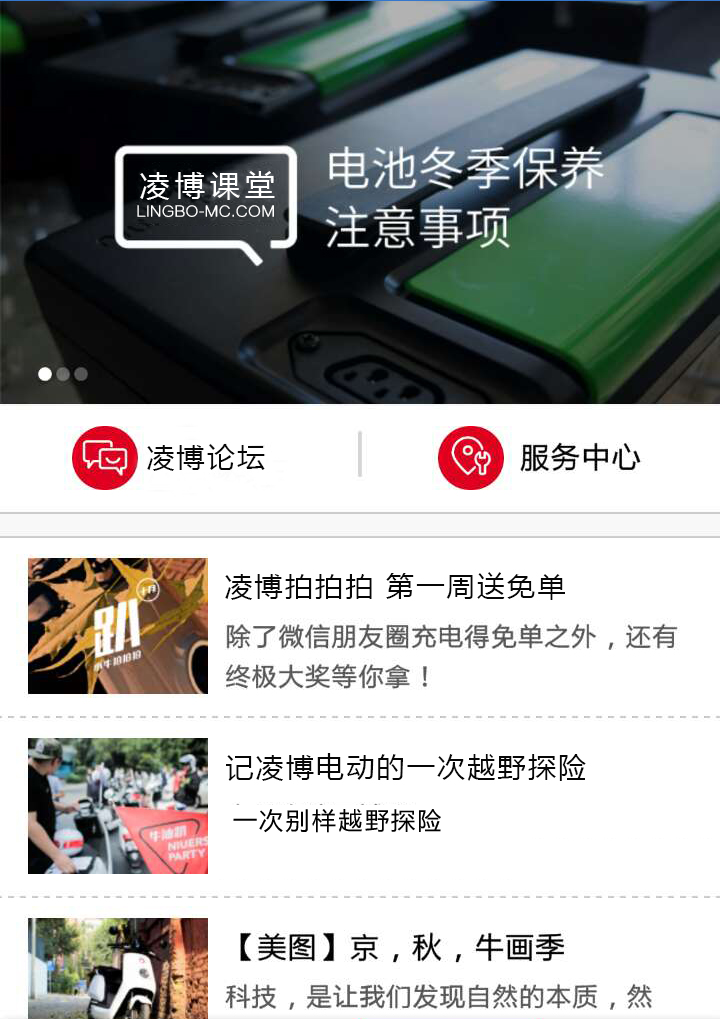 凌博课堂
LINGBO-MC.COM
电池冬季保养
注意事项
凌博论坛
服务中心
凌博拍拍拍 第一周送免单
除了微信朋友圈充电得免单之外，还有
终极大奖等你拿！
趴
小牛拍拍拍
记凌博电动的一次越野探险
一次别样越野探险
牛油趴
NIUERS
PARTY
【美图】京，秋，牛画季
科技，是让我们发现自然的本质，然